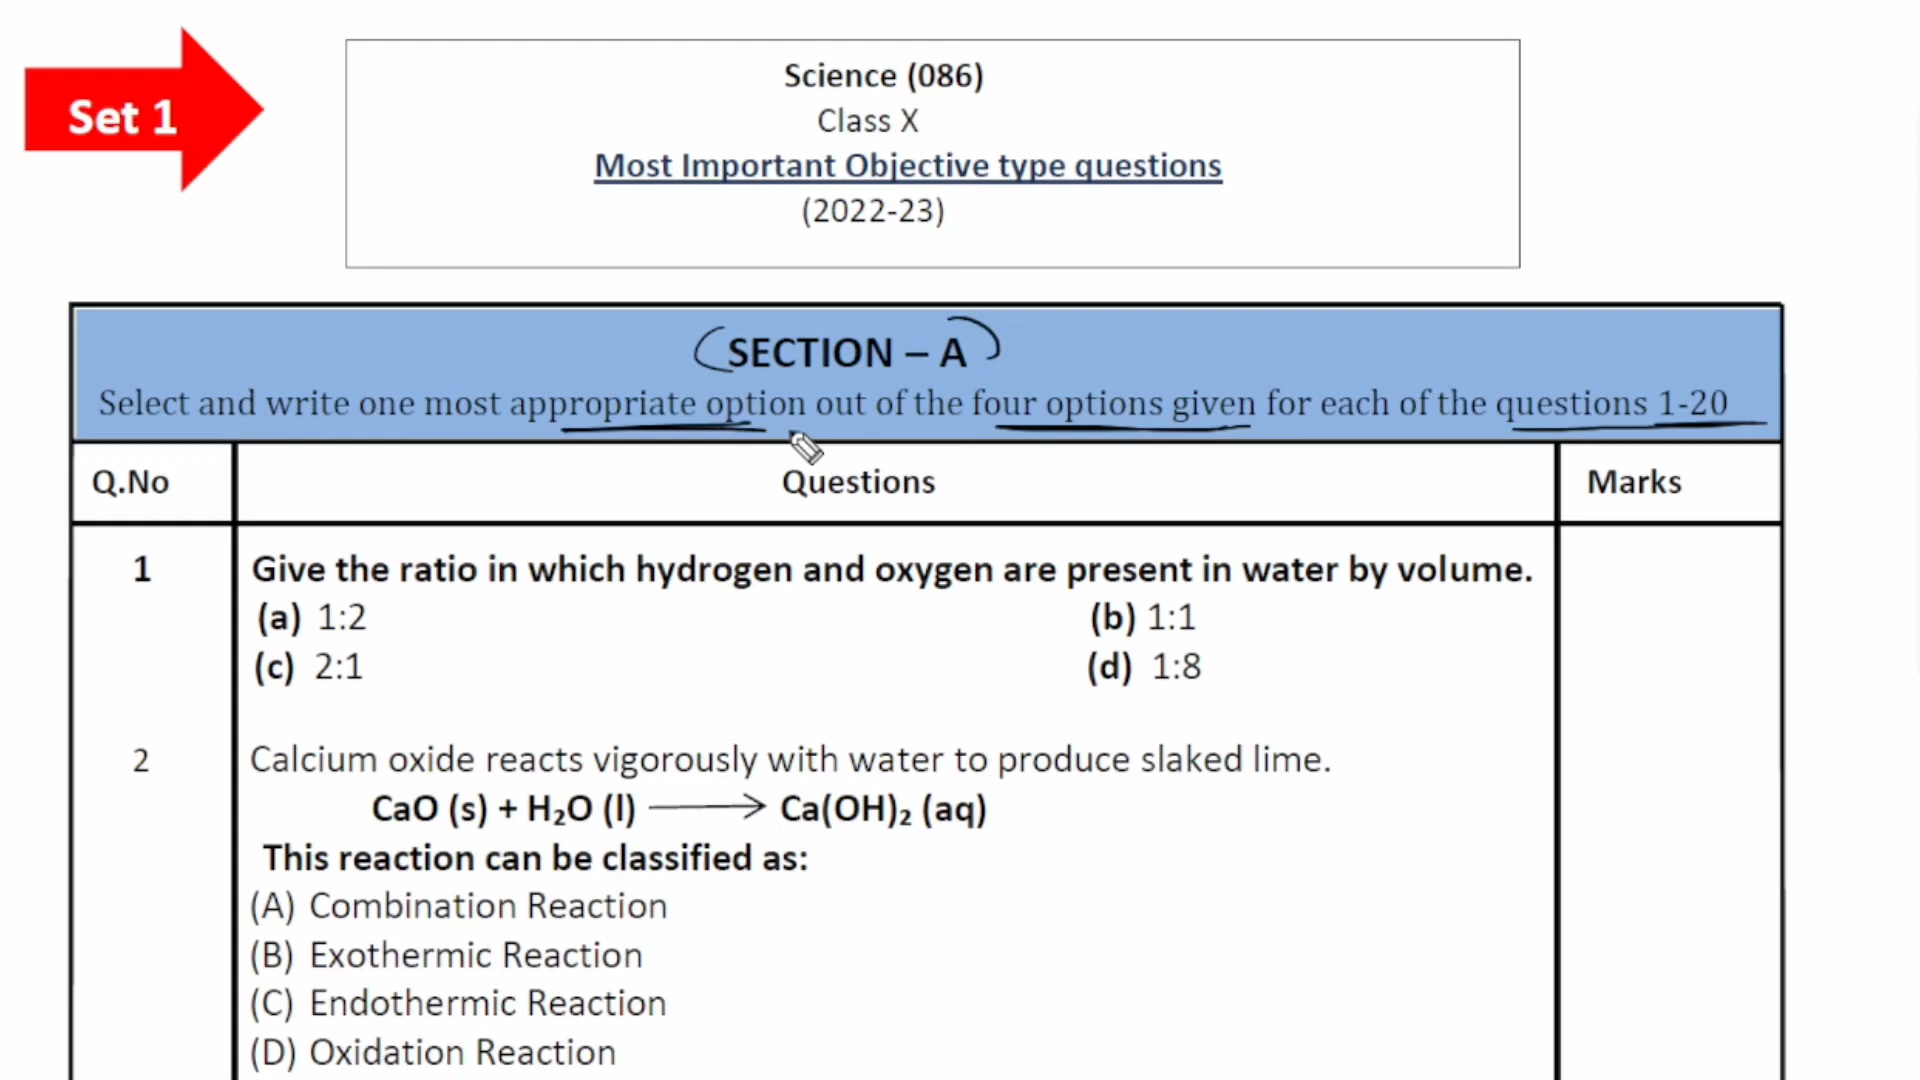 Set 1
Science (086)
Class X
Most Important Objective type questions
(2022-23)
SECTION – A
Select and write one most appropriate option out of the four options given for each of the questions 1-20
Q.No Questions Marks
1 Give the ratio in which hydrogen and oxygen are present in water by volume.
(a) 1:2 (b) 1:1
(c) 2:1 (d) 1:8
2 Calcium oxide reacts vigorously with water to produce slaked lime.
CaO (s) + H₂O (l) ⟶ Ca(OH)₂ (aq)
This reaction can be classified as:
(A) Combination Reaction
(B) Exothermic Reaction
(C) Endothermic Reaction
(D) Oxidation Reaction